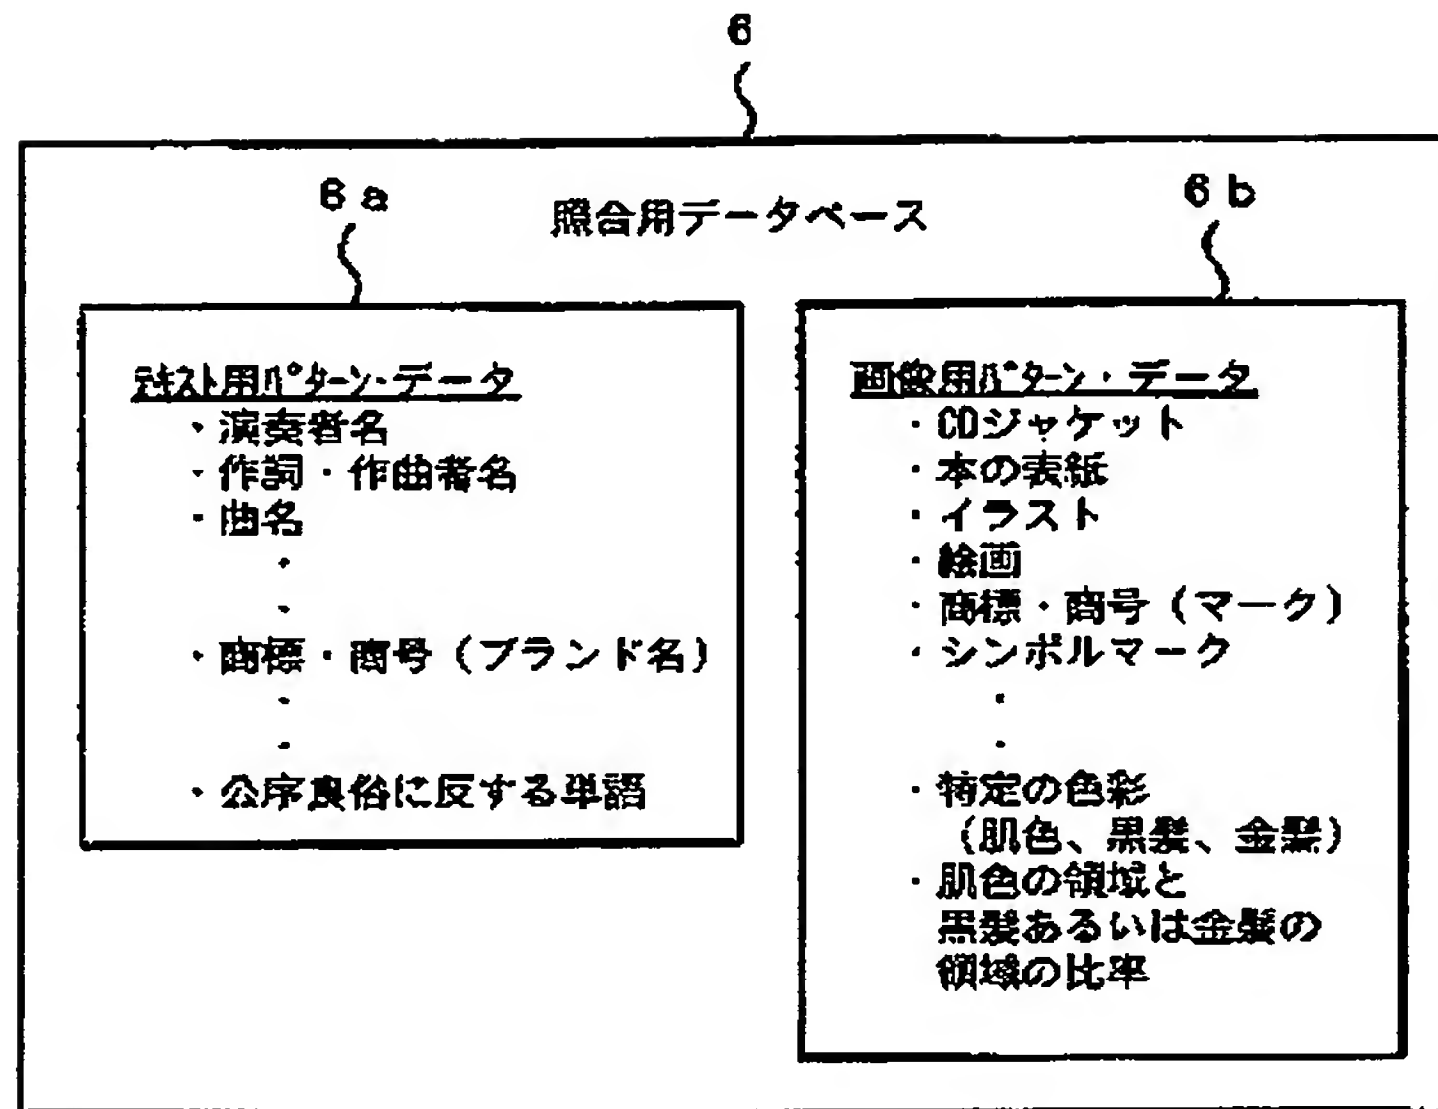 6
照合用データベース
6a
テキスト用パターン・データ
・演奏者名
・作詞・作曲者名
・曲名
・
・
・商標・商号(ブランド名)
・
・
・公序良俗に反する単語
6b
画像用パターン・データ
・CDジャケット
・本の表紙
・イラスト
・絵画
・商標・商号(マーク)
・シンボルマーク
・
・
・特定の色彩
(肌色、黒髪、金髪)
・肌色の領域と
黒髪あるいは金髪の
領域の比率